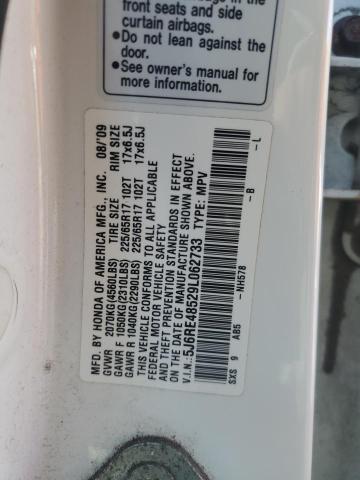 front seats and side
curtain airbags.
•Do not lean against the
door.
•See owner's manual for
more information.
MFD. BY HONDA OF AMERICA MFG., INC. 08/'09
GVWR 2070KG(4560LBS) TIRE SIZE RIM SIZE
GAWR F 1050KG(2310LBS) 225/65R17 102T 17x6.5J
GAWR R 1040KG(2290LBS) 225/65R17 102T 17x6.5J
THIS VEHICLE CONFORMS TO ALL APPLICABLE
FEDERAL MOTOR VEHICLE SAFETY
AND THEFT PREVENTION STANDARDS IN EFFECT
ON THE DATE OF MANUFACTURE SHOWN ABOVE.
V.I.N.: 5J6RE48529L062733 TYPE: MPV
SXS 9 AB5 -NH578 -B -L